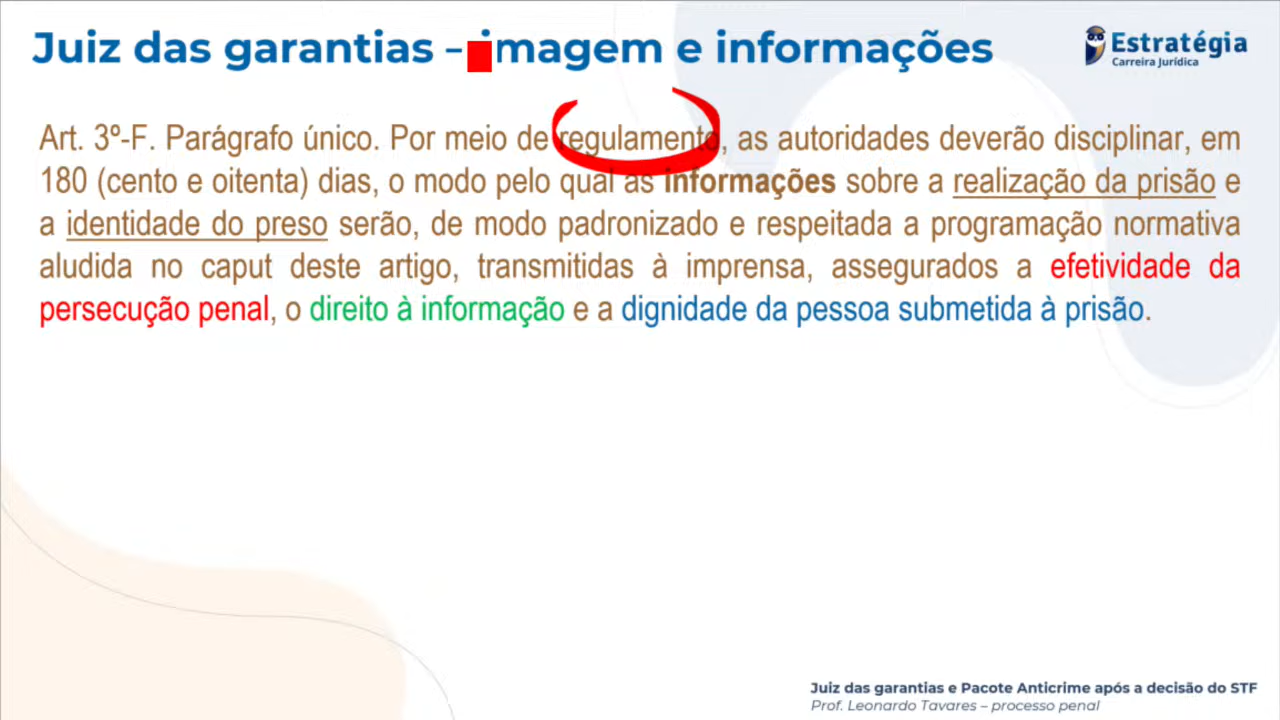 Juiz das garantias – imagem e informações
Estratégia
Carreira Jurídica
Art. 3º-F. Parágrafo único. Por meio de regulamento, as autoridades deverão disciplinar, em
180 (cento e oitenta) dias, o modo pelo qual as informações sobre a realização da prisão e
a identidade do preso serão, de modo padronizado e respeitada a programação normativa
aludida no caput deste artigo, transmitidas à imprensa, assegurados a efetividade da
persecução penal, o direito à informação e a dignidade da pessoa submetida à prisão.
Juiz das garantias e Pacote Anticrime após a decisão do STF
Prof. Leonardo Tavares – processo penal